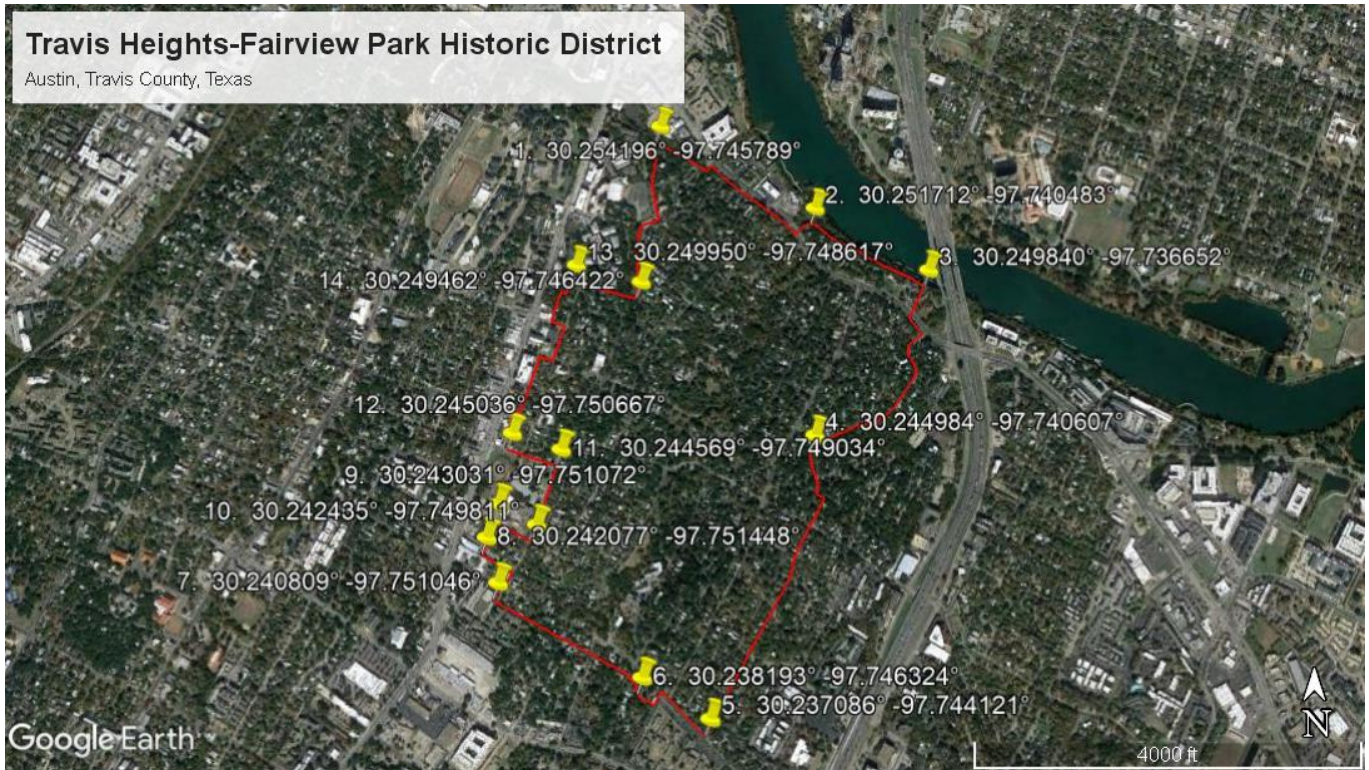 Travis Heights-Fairview Park Historic District
Austin, Travis County, Texas
1. 30.254196° -97.745789°
2. 30.251712° -97.740483°
3. 30.249840° -97.736652°
13. 30.249950° -97.748617°
14. 30.249462° -97.746422°
12. 30.245036° -97.750667°
4. 30.244984° -97.740607°
11. 30.244569° -97.749034°
9. 30.243031° -97.751072°
10. 30.242435° -97.749811°
8. 30.242077° -97.751448°
7. 30.240809° -97.751046°
6. 30.238193° -97.746324°
5. 30.237086° -97.744121°
Google Earth
N
4000 ft